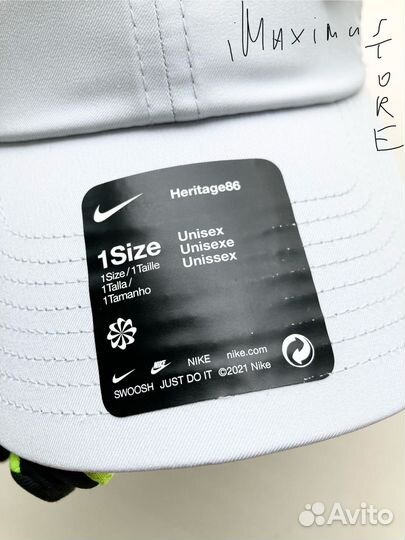 iMaximuS
STORE
Heritage86
1Size
1Size/1Taille
1Talla/
1Tamanho
Unisex
Unisexe
Unissex
NIKE nike.com
SWOOSH JUST DO IT ©2021 Nike
Avito